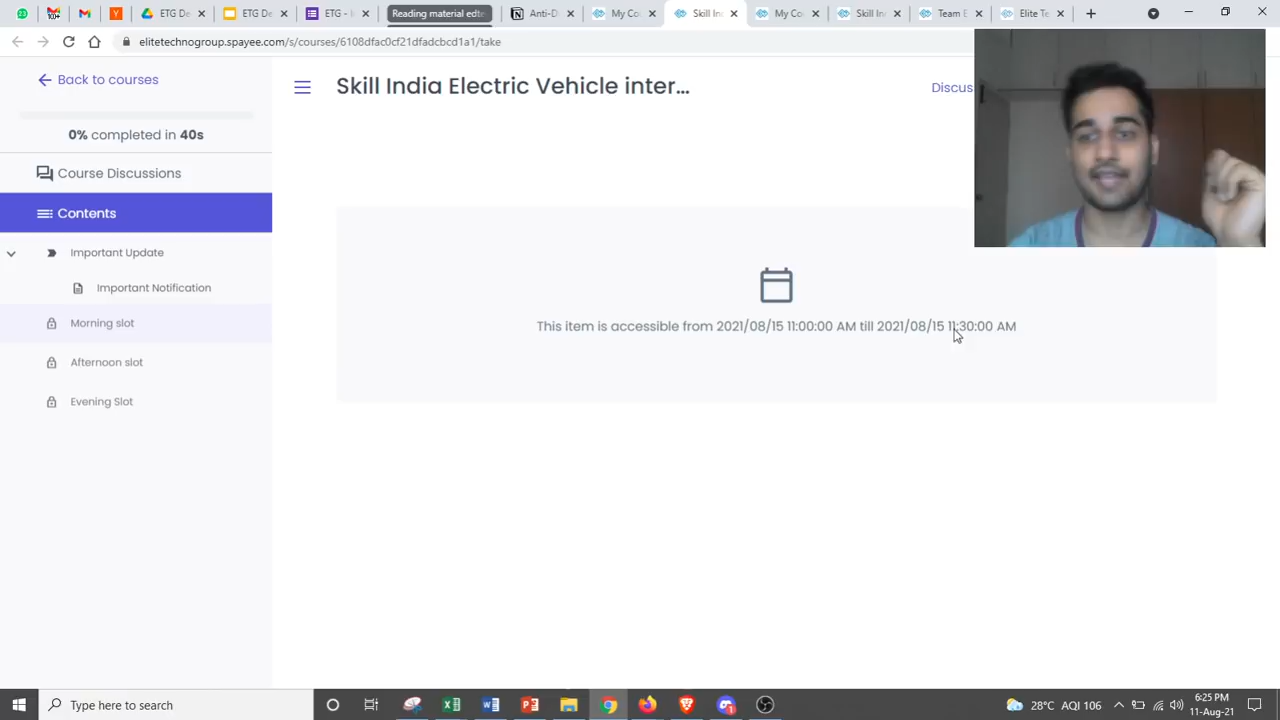 23
ETG De
ETG De
ETG - I
Reading material edte
Anti-D
My Cou
Skill In
My Co
Skill In
Team E
Elite Te
elitetechnogroup.spayee.com/s/courses/6108dfac0cf21dfadcbcd1a1/take
Back to courses
0% completed in 40s
Course Discussions
Contents
Important Update
Important Notification
Morning slot
Afternoon slot
Evening Slot
Skill India Electric Vehicle inter...
Discus
This item is accessible from 2021/08/15 11:00:00 AM till 2021/08/15 11:30:00 AM
Type here to search
28°C AQI 106
6:25 PM
11-Aug-21